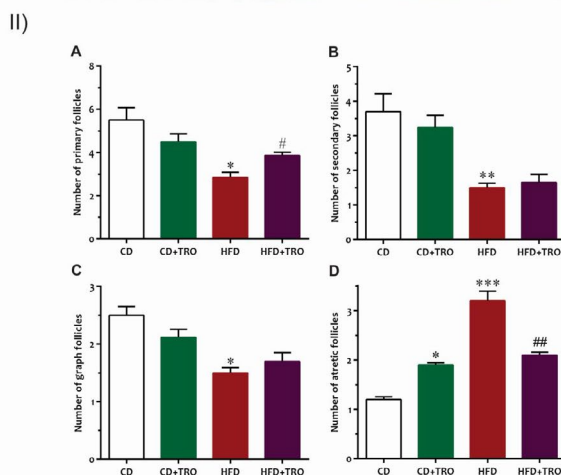 II)
A
Number of primary follicles
8
6
4
2
0
*
#
CD CD+TRO HFD HFD+TRO
B
Number of secondary follicles
5
4
3
2
1
0
**
CD CD+TRO HFD HFD+TRO
C
Number of graph follicles
3
2
1
0
*
CD CD+TRO HFD HFD+TRO
D
Number of atretic follicles
3
2
1
0
*
***
##
CD CD+TRO HFD HFD+TRO